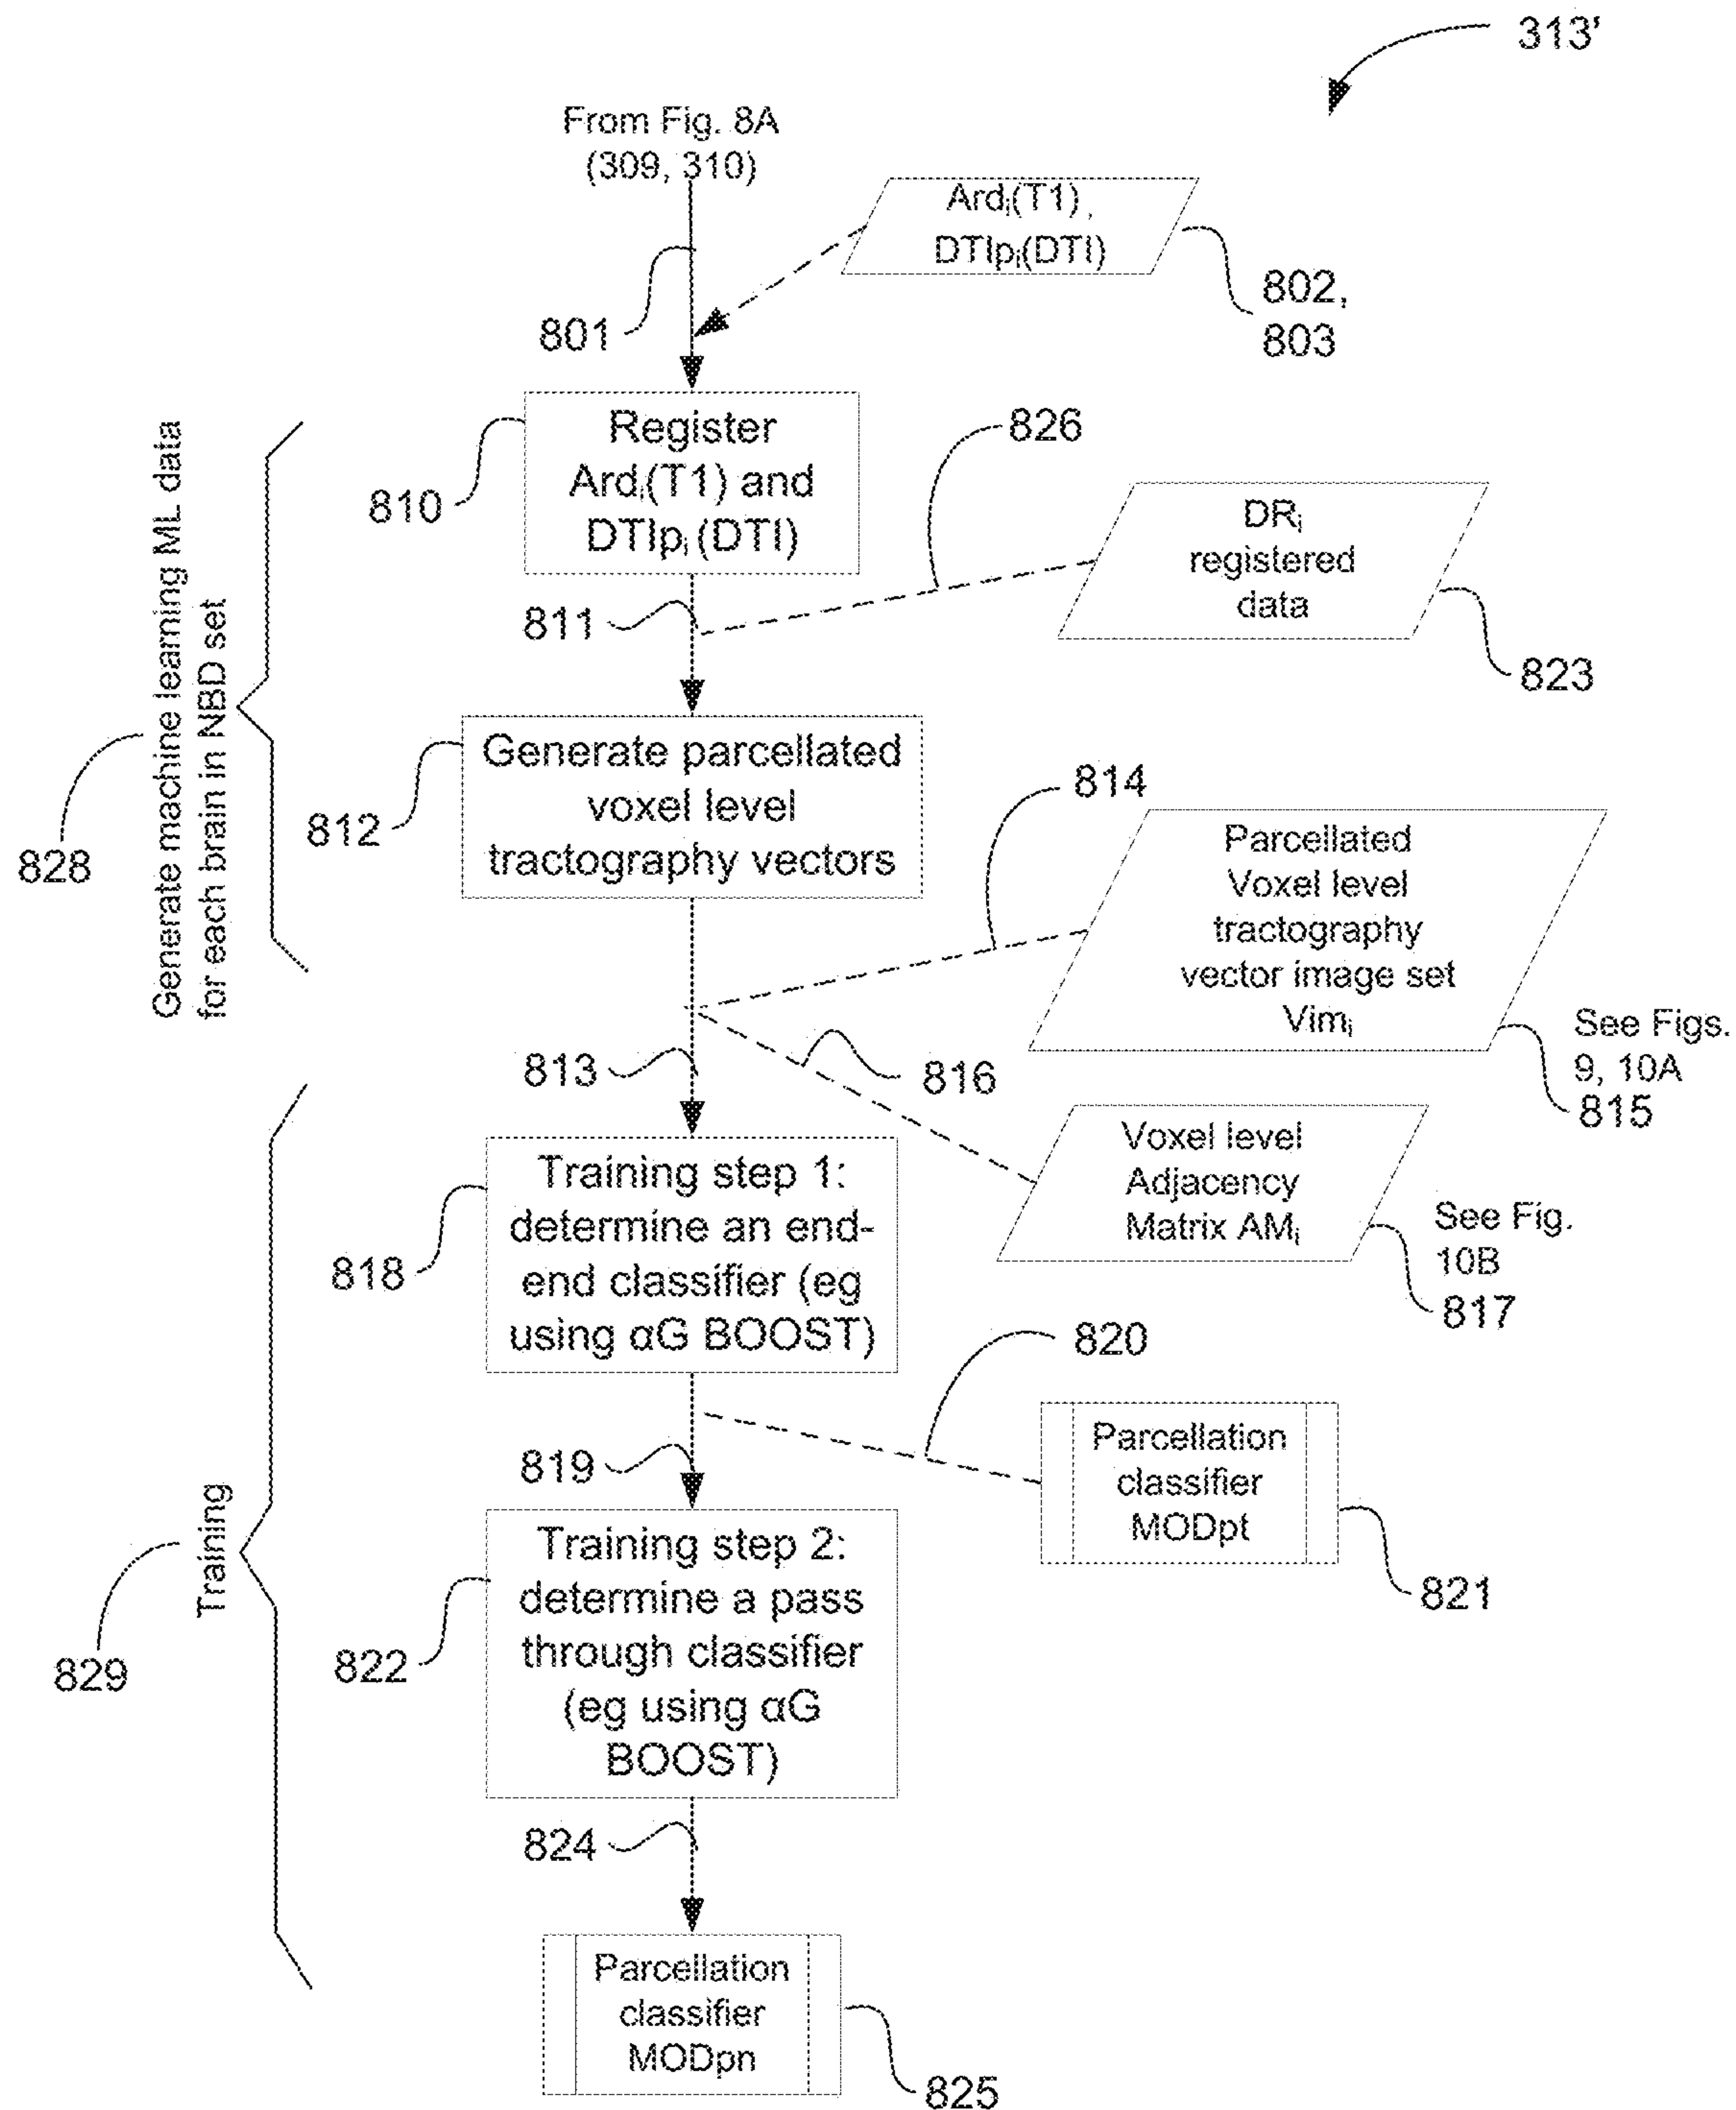 313'
From Fig. 8A
(309, 310)
Ardᵢ(T1),
DTIpᵢ(DTI)
802,
803
801
Register
Ardᵢ(T1) and
DTIpᵢ (DTI)
810
826
DRᵢ
registered
data
811
823
Generate machine learning ML data
for each brain in NBD set
828
Generate parcellated
voxel level
tractography vectors
812
814
Parcellated
Voxel level
tractography
vector image set
Vimᵢ
See Figs.
9, 10A
815
813
816
Voxel level
Adjacency
Matrix AMᵢ
See Fig.
10B
817
Training step 1:
determine an end-
end classifier (eg
using αG BOOST)
818
820
Parcellation
classifier
MODpt
819
821
Training
829
Training step 2:
determine a pass
through classifier
(eg using αG
BOOST)
822
824
Parcellation
classifier
MODpn
825